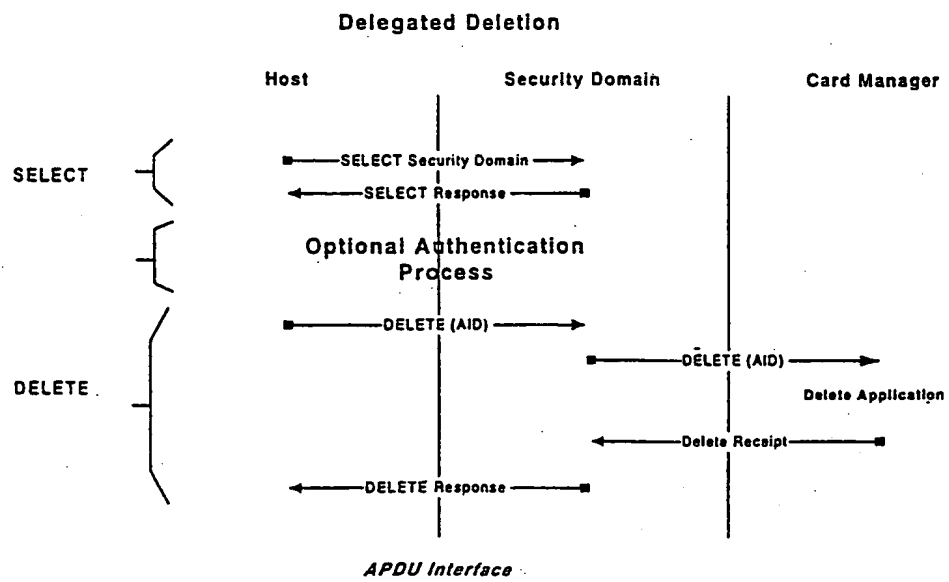 Delegated Deletion
Host Security Domain Card Manager
SELECT
SELECT Security Domain
SELECT Response
Optional Authentication
Process
DELETE (AID)
DELETE (AID)
DELETE
Delete Application
Delete Receipt
DELETE Response
APDU Interface